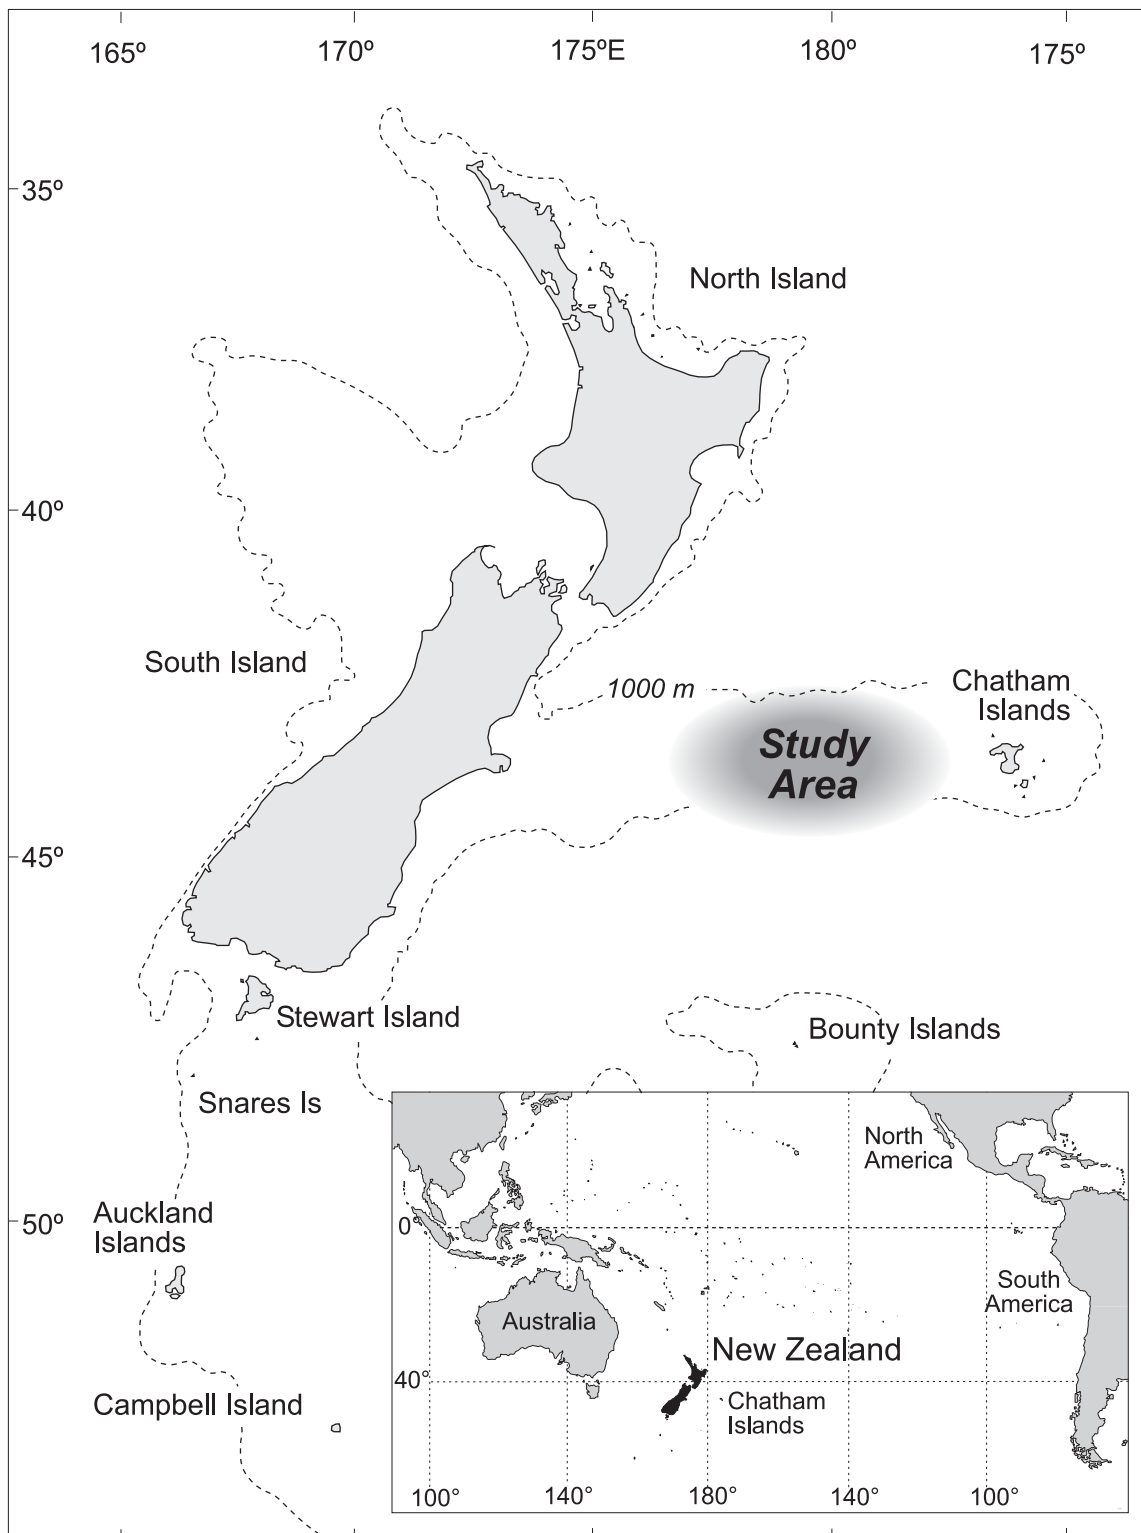 165º
170º
175ºE
180º
175º
35º
North Island
40º
South Island
1000 m
Chatham
Islands
Study
Area
45º
Stewart Island
Bounty Islands
Snares Is
50º
Auckland
Islands
Campbell Island
North
America
0°
South
America
Australia
New Zealand
40°
Chatham
Islands
100°
140°
180°
140°
100°